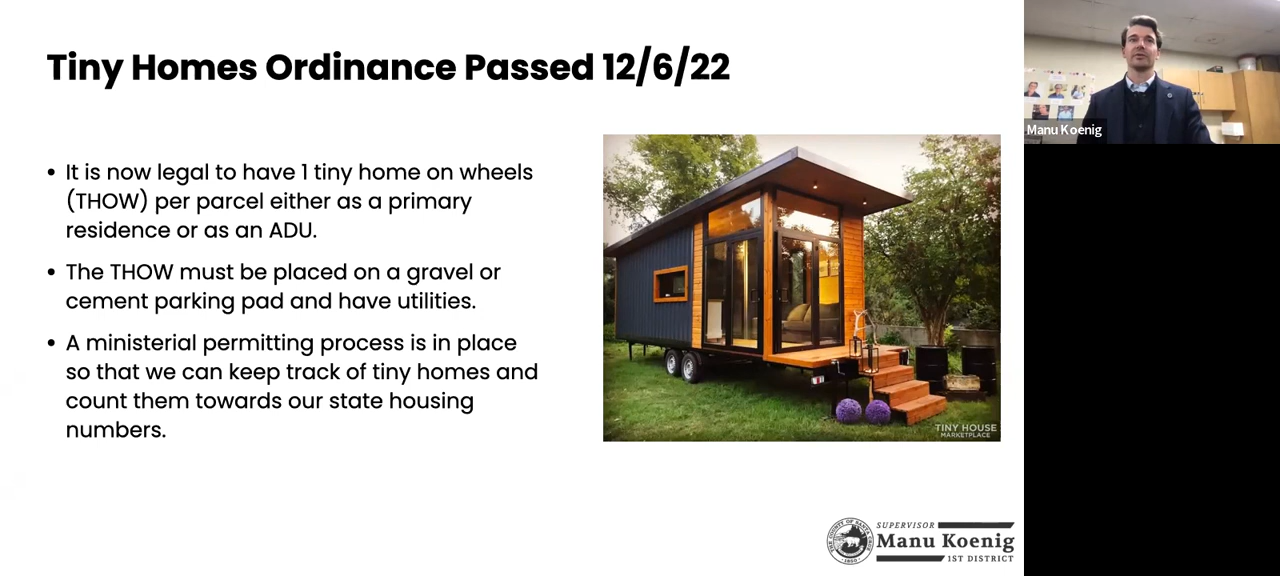 Tiny Homes Ordinance Passed 12/6/22
• It is now legal to have 1 tiny home on wheels
(THOW) per parcel either as a primary
residence or as an ADU.
• The THOW must be placed on a gravel or
cement parking pad and have utilities.
• A ministerial permitting process is in place
so that we can keep track of tiny homes and
count them towards our state housing
numbers.
TINY HOUSE
MARKETPLACE
SUPERVISOR
Manu Koenig
1ST DISTRICT
Manu Koenig